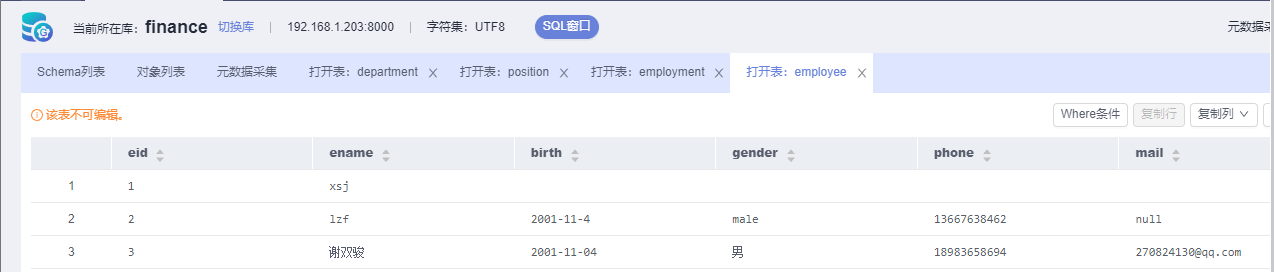 当前所在库： finance 切换库 192.168.1.203:8000 字符集： UTF8 SQL窗口
Schema列表 对象列表 元数据采集 打开表：department 打开表：position 打开表：employment 打开表：employee
该表不可编辑。 Where条件 复制行 复制列
eid ename birth gender phone mail
1 1 xsj
2 2 lzf 2001-11-4 male 13667638462 null
3 3 谢双骏 2001-11-04 男 18983658694 270824130@qq.com